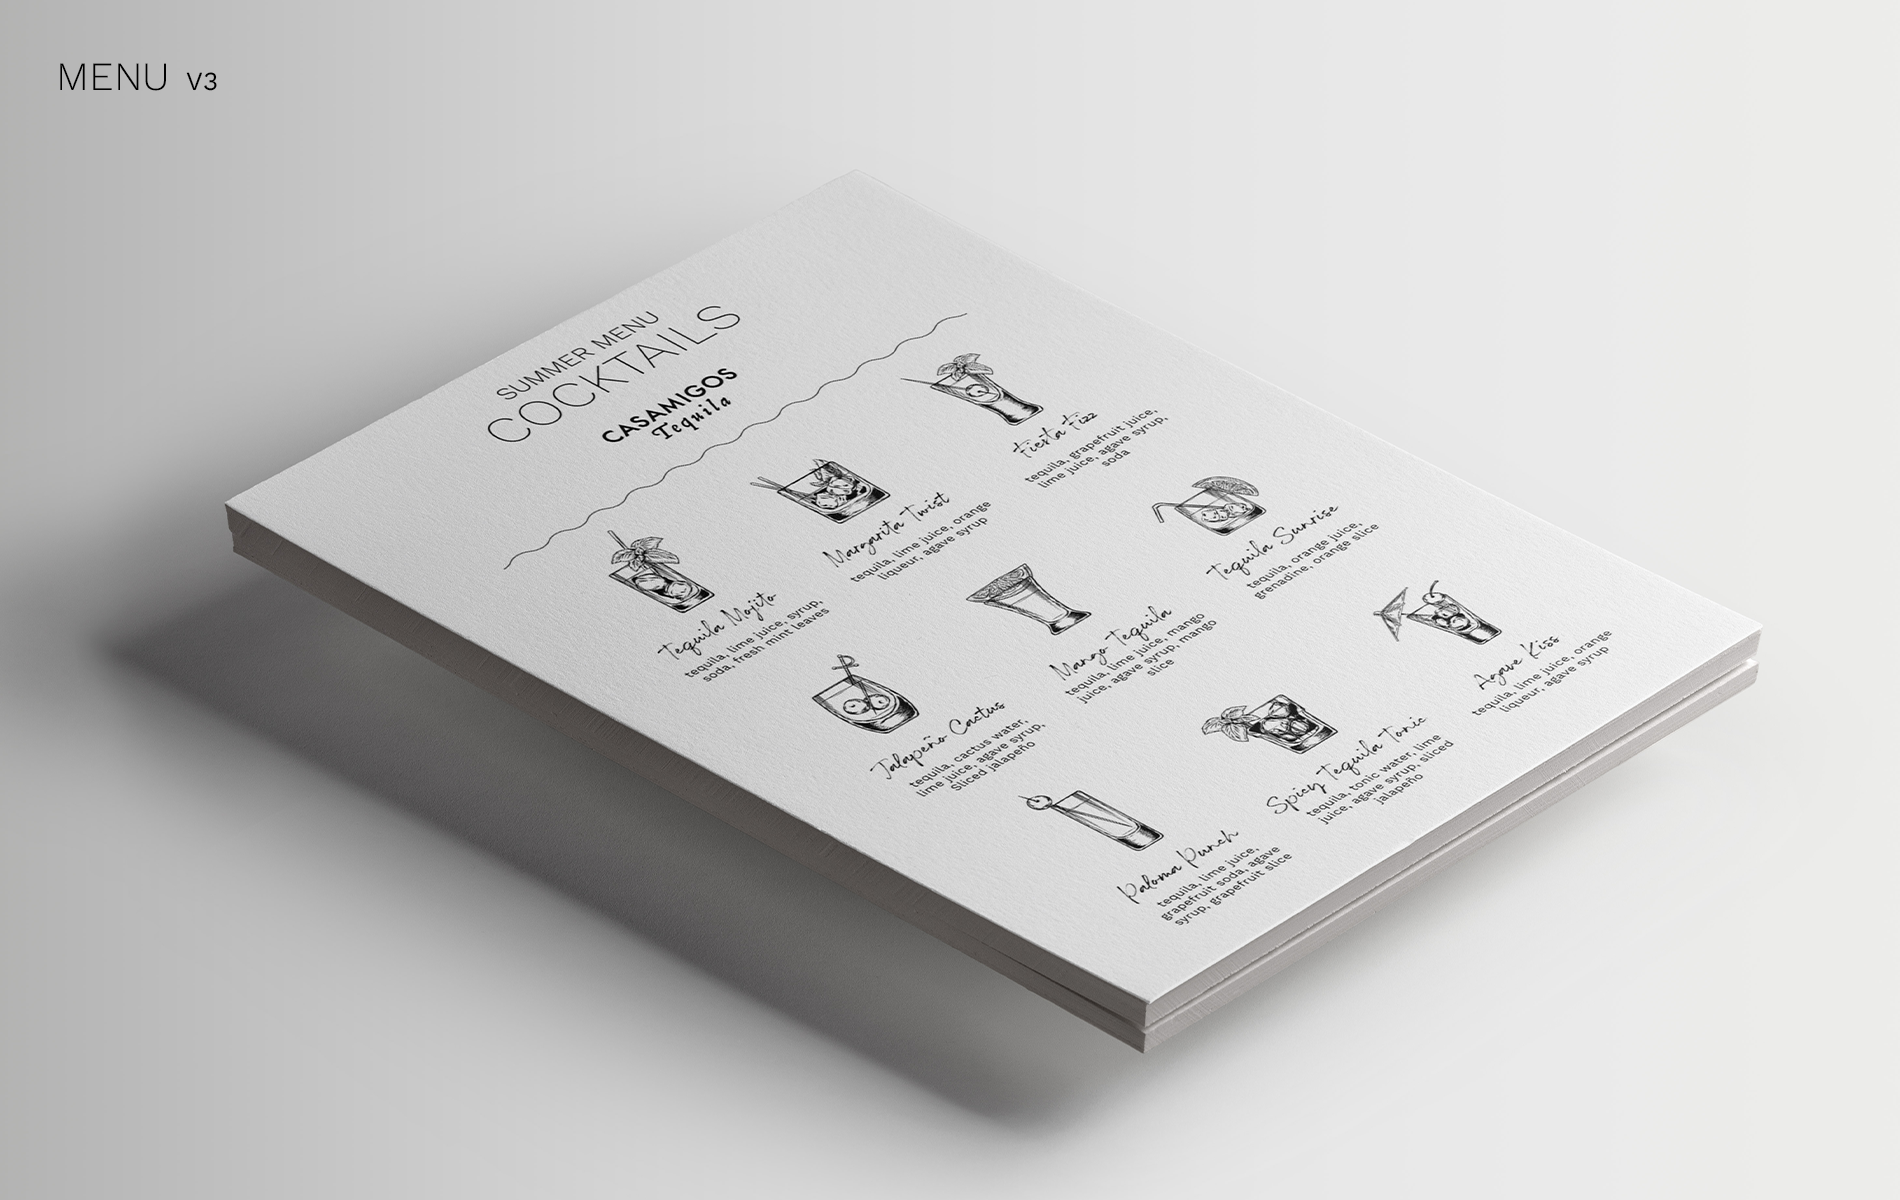 MENU V3
SUMMER MENU
COCKTAILS
CASAMIGOS
Tequila
Tequila Mojito
tequila, lime juice, syrup,
soda, fresh mint leaves
Margarita Twist
tequila, lime juice, orange
liqueur, agave syrup
Fiesta Fizz
tequila, grapefruit juice,
lime juice, agave syrup,
soda
Jalapeño Cactus
tequila, cactus water,
lime juice, agave syrup,
Sliced jalapeño
Mango Tequila
tequila, lime juice, mango
juice, agave syrup, mango
slice
Tequila Sunrise
tequila, orange juice,
grenadine, orange slice
Paloma Punch
tequila, lime juice,
grapefruit soda, agave
syrup, grapefruit slice
Spicy Tequila Tonic
tequila, tonic water, lime
juice, agave syrup, sliced
jalapeño
Agave Kiss
tequila, lime juice, orange
liqueur, agave syrup